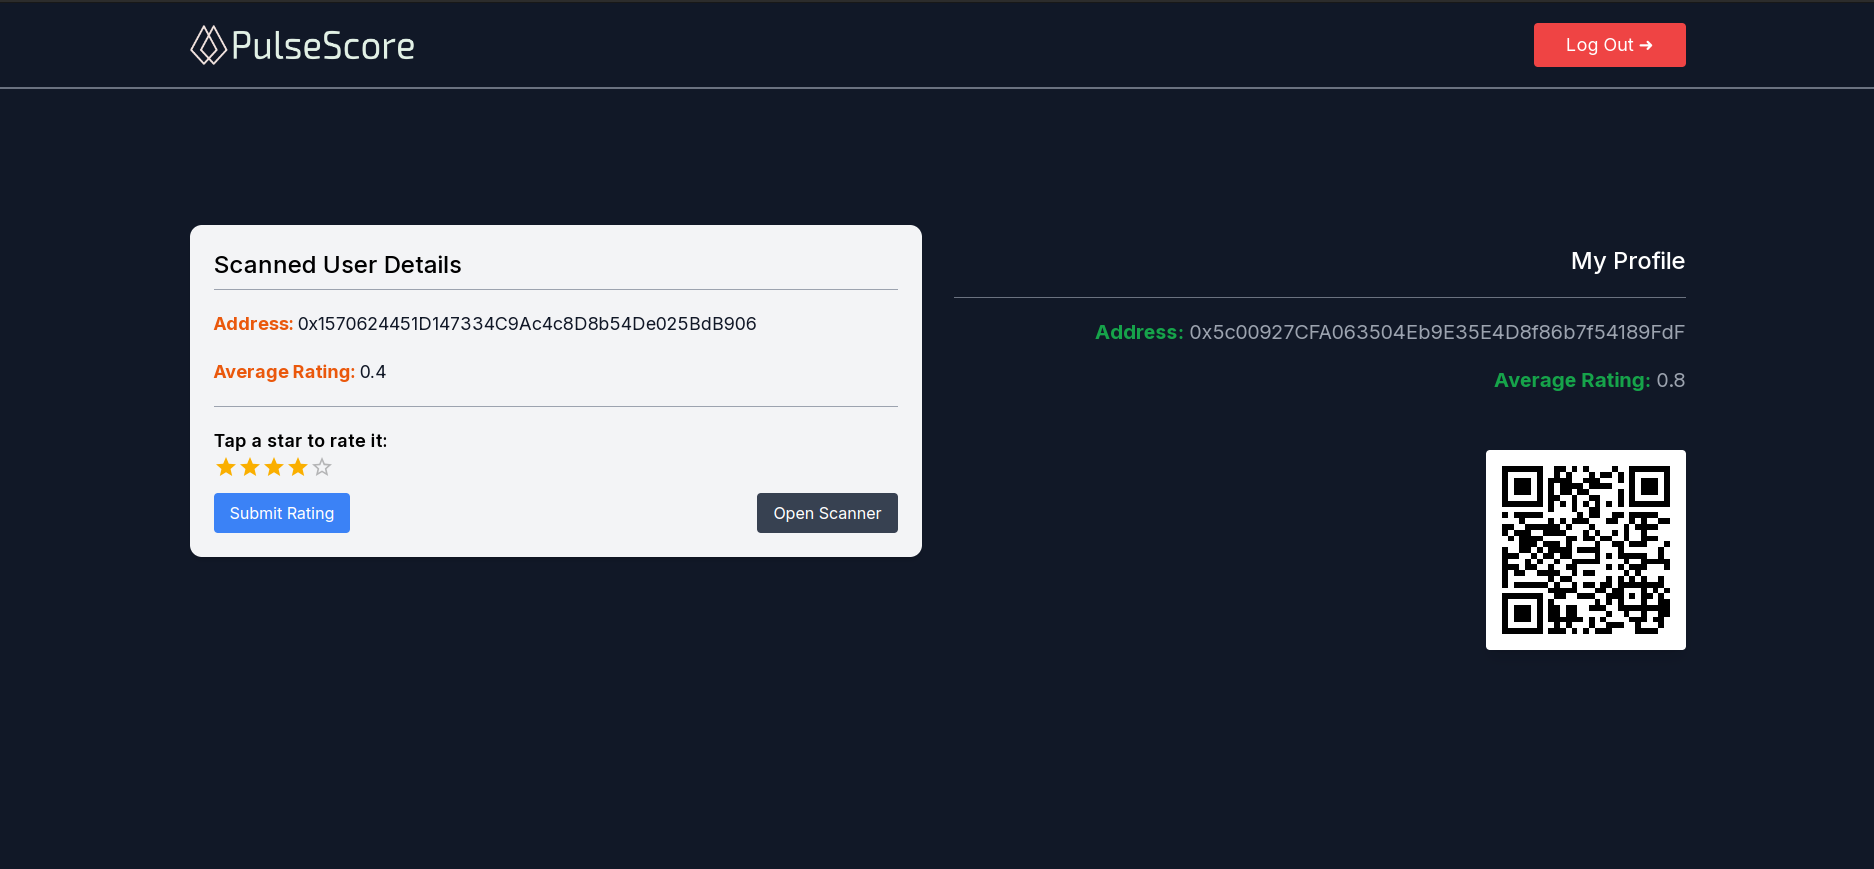 PulseScore
Log Out ➜
Scanned User Details
Address: 0x1570624451D147334C9Ac4c8D8b54De025BdB906
Average Rating: 0.4
Tap a star to rate it:
Submit Rating
Open Scanner
My Profile
Address: 0x5c00927CFA063504Eb9E35E4D8f86b7f54189FdF
Average Rating: 0.8